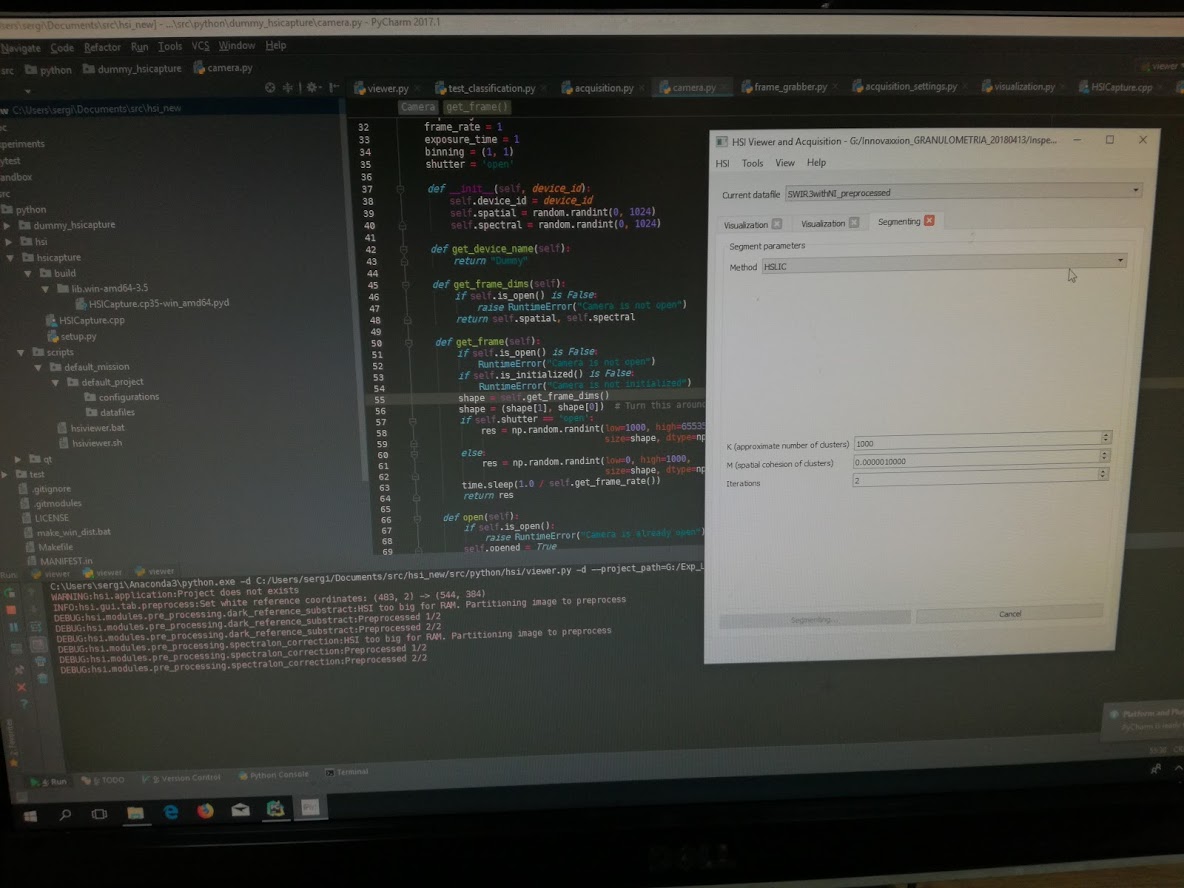 sers\sergi\Documents\src\hsi_new] - ...\src\python\dummy_hsicapture\camera.py - PyCharm 2017.1
Navigate Code Refactor Run Tools VCS Window Help
src python dummy_hsicapture camera.py
viewer
viewer.py test_classification.py acquisition.py camera.py frame_grabber.py acquisition_settings.py visualization.py HSICapture.cpp
C:\Users\sergi\Documents\src\hsi_new
periments
ytest
andbox
src
python
dummy_hsicapture
hsi
hsicapture
build
lib.win-amd64-3.5
HSICapture.cp35-win_amd64.pyd
HSICapture.cpp
setup.py
scripts
default_mission
default_project
configurations
datafiles
hsiviewer.bat
hsiviewer.sh
qt
test
.gitignore
.gitmodules
LICENSE
make_win_dist.bat
Makefile
MANIFEST.in
Camera get_frame()
32 frame_rate = 1
33 exposure_time = 1
34 binning = (1, 1)
35 shutter = 'open'
36
37 def __init__(self, device_id):
38 self.device_id = device_id
39 self.spatial = random.randint(0, 1024)
40 self.spectral = random.randint(0, 1024)
41
42 def get_device_name(self):
43 return "Dummy"
44
45 def get_frame_dims(self):
46 if self.is_open() is False:
47 raise RuntimeError("Camera is not open")
48 return self.spatial, self.spectral
49
50 def get_frame(self):
51 if self.is_open() is False:
52 RuntimeError("Camera is not open")
53 if self.is_initialized() is False:
54 RuntimeError("Camera is not initialized")
55 shape = self.get_frame_dims()
56 shape = (shape[1], shape[0]) # Turn this around
57 if self.shutter == 'open':
58 res = np.random.randint(low=1000, high=65535
59 size=shape, dtype=np
60 else:
61 res = np.random.randint(low=0, high=1000,
62 size=shape, dtype=np
63 time.sleep(1.0 / self.get_frame_rate())
64 return res
65
66 def open(self):
67 if self.is_open():
68 raise RuntimeError("Camera is already open")
69 self.opened = True
HSI Viewer and Acquisition - G:/Innovaxxion_GRANULOMETRIA_20180413/Inspe...
HSI Tools View Help
Current datafile SWIR3withNI_preprocessed
Visualization Visualization Segmenting
Segment parameters
Method HSLIC
K (approximate number of clusters) 1000
M (spatial cohesion of clusters) 0.0000010000
Iterations 2
Segmenting... Cancel
Run: viewer viewer viewer
C:\Users\sergi\Anaconda3\python.exe -d C:/Users/sergi/Documents/src/hsi_new/src/python/hsi/viewer.py -d --project_path=G:/Exp_L
WARNING:hsi.application:Project does not exists
INFO:hsi.gui.tab.preprocess:Set white reference coordinates: (483, 2) -> (544, 384)
DEBUG:hsi.modules.pre_processing.dark_reference_substract:HSI too big for RAM. Partitioning image to preprocess
DEBUG:hsi.modules.pre_processing.dark_reference_substract:Preprocessed 1/2
DEBUG:hsi.modules.pre_processing.dark_reference_substract:Preprocessed 2/2
DEBUG:hsi.modules.pre_processing.spectralon_correction:HSI too big for RAM. Partitioning image to preprocess
DEBUG:hsi.modules.pre_processing.spectralon_correction:Preprocessed 1/2
DEBUG:hsi.modules.pre_processing.spectralon_correction:Preprocessed 2/2
Platform and Plu
PyCharm is ready
2: Favorites
4: Run 6: TODO 9: Version Control Python Console Terminal